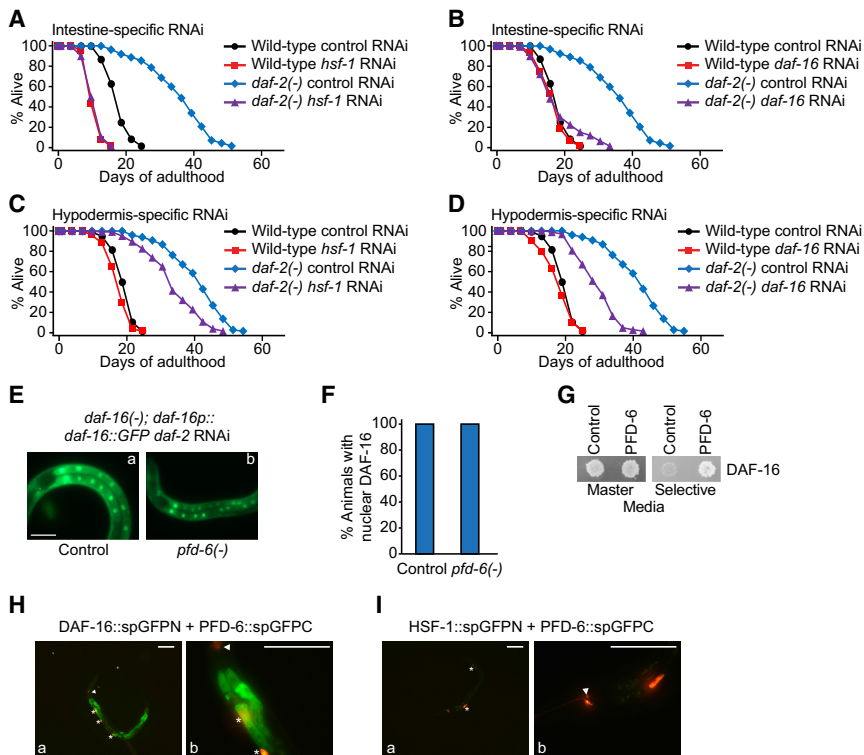 A
Intestine-specific RNAi
% Alive
100
80
60
40
20
0
0 20 40 60
Days of adulthood
Wild-type control RNAi
Wild-type hsf-1 RNAi
daf-2(-) control RNAi
daf-2(-) hsf-1 RNAi
B
Intestine-specific RNAi
% Alive
100
80
60
40
20
0
0 20 40 60
Days of adulthood
Wild-type control RNAi
Wild-type daf-16 RNAi
daf-2(-) control RNAi
daf-2(-) daf-16 RNAi
C
Hypodermis-specific RNAi
% Alive
100
80
60
40
20
0
0 20 40 60
Days of adulthood
Wild-type control RNAi
Wild-type hsf-1 RNAi
daf-2(-) control RNAi
daf-2(-) hsf-1 RNAi
D
Hypodermis-specific RNAi
% Alive
100
80
60
40
20
0
0 20 40 60
Days of adulthood
Wild-type control RNAi
Wild-type daf-16 RNAi
daf-2(-) control RNAi
daf-2(-) daf-16 RNAi
E
daf-16(-); daf-16p::
daf-16::GFP daf-2 RNAi
a
b
Control
pfd-6(-)
F
% Animals with
nuclear DAF-16
100
80
60
40
20
0
Control pfd-6(-)
G
Control
PFD-6
Control
PFD-6
DAF-16
Master Selective
Media
H
DAF-16::spGFPN + PFD-6::spGFPC
a
b
I
HSF-1::spGFPN + PFD-6::spGFPC
a
b